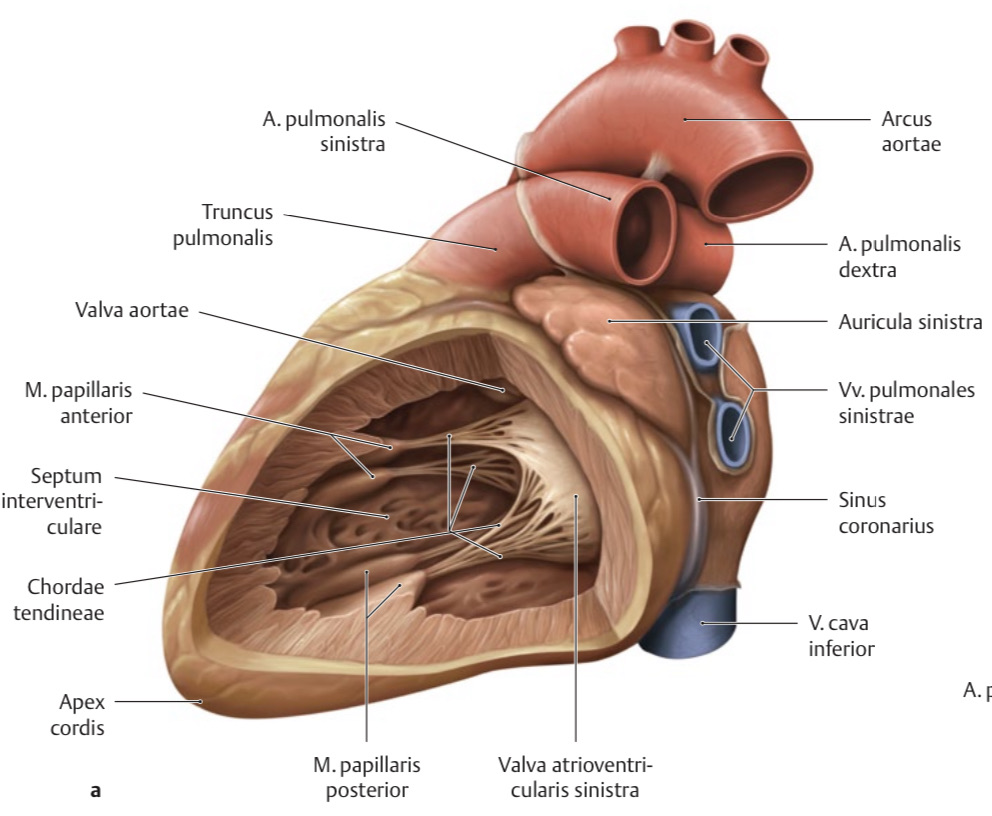 A. pulmonalis
sinistra
Arcus
aortae
Truncus
pulmonalis
A. pulmonalis
dextra
Valva aortae
Auricula sinistra
M. papillaris
anterior
Vv. pulmonales
sinistrae
Septum
interventri-
culare
Sinus
coronarius
Chordae
tendineae
V. cava
inferior
A. p
Apex
cordis
M. papillaris
posterior
Valva atrioventri-
cularis sinistra
a